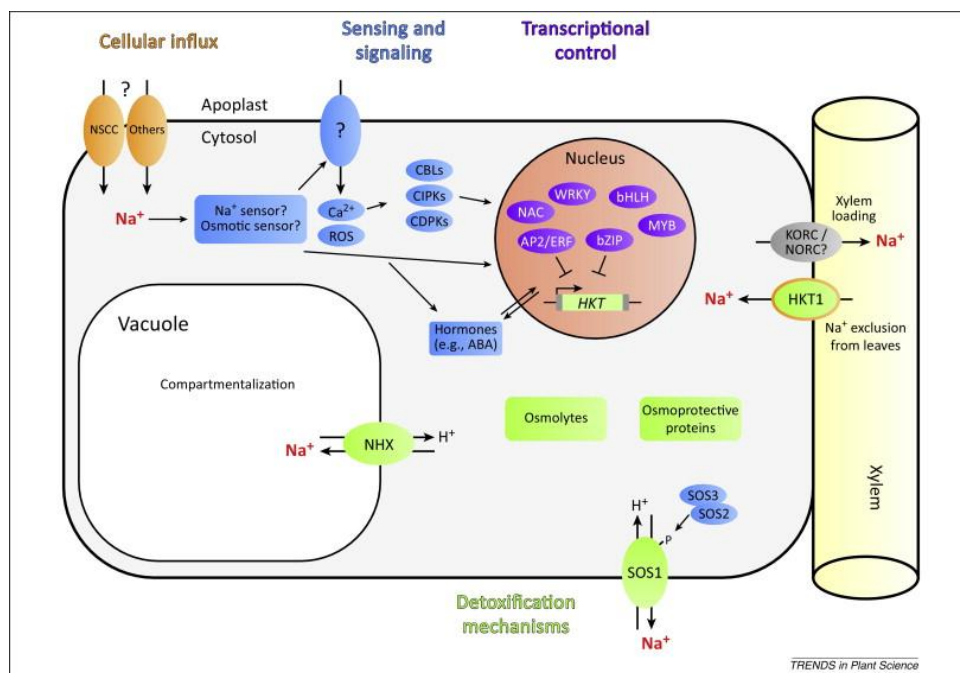 Cellular influx
Sensing and
signaling
Transcriptional
control
?
Apoplast
Cytosol
NSCC
Others
?
Na⁺
Na⁺ sensor?
Osmotic sensor?
Ca²⁺
ROS
CBLs
CIPKs
CDPKs
Nucleus
WRKY
bHLH
NAC
MYB
AP2/ERF
bZIP
HKT
Hormones
(e.g., ABA)
Xylem
loading
KORC /
NORC?
Na⁺
Na⁺
HKT1
Na⁺ exclusion
from leaves
Vacuole
Compartmentalization
Na⁺
NHX
H⁺
Osmolytes
Osmoprotective
proteins
Xylem
H⁺
SOS3
SOS2
P
SOS1
Na⁺
Detoxification
mechanisms
TRENDS in Plant Science